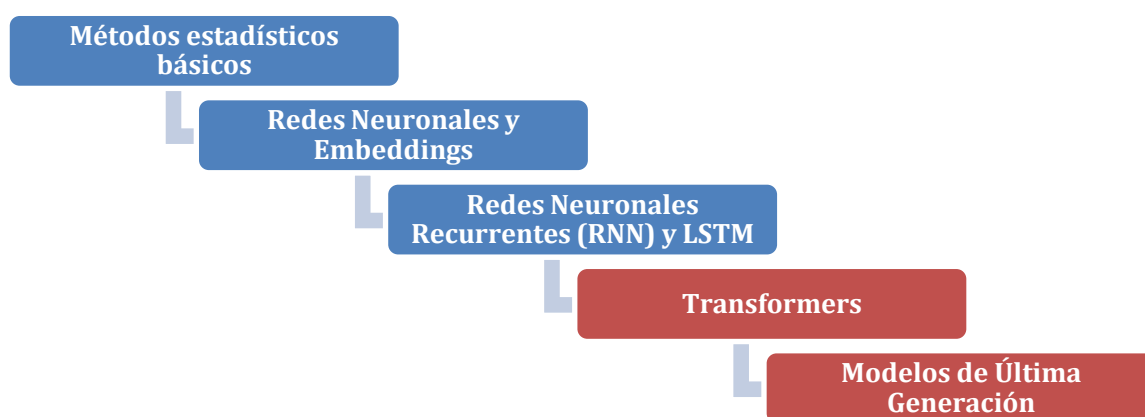 Métodos estadísticos
básicos
Redes Neuronales y
Embeddings
Redes Neuronales
Recurrentes (RNN) y LSTM
Transformers
Modelos de Última
Generación